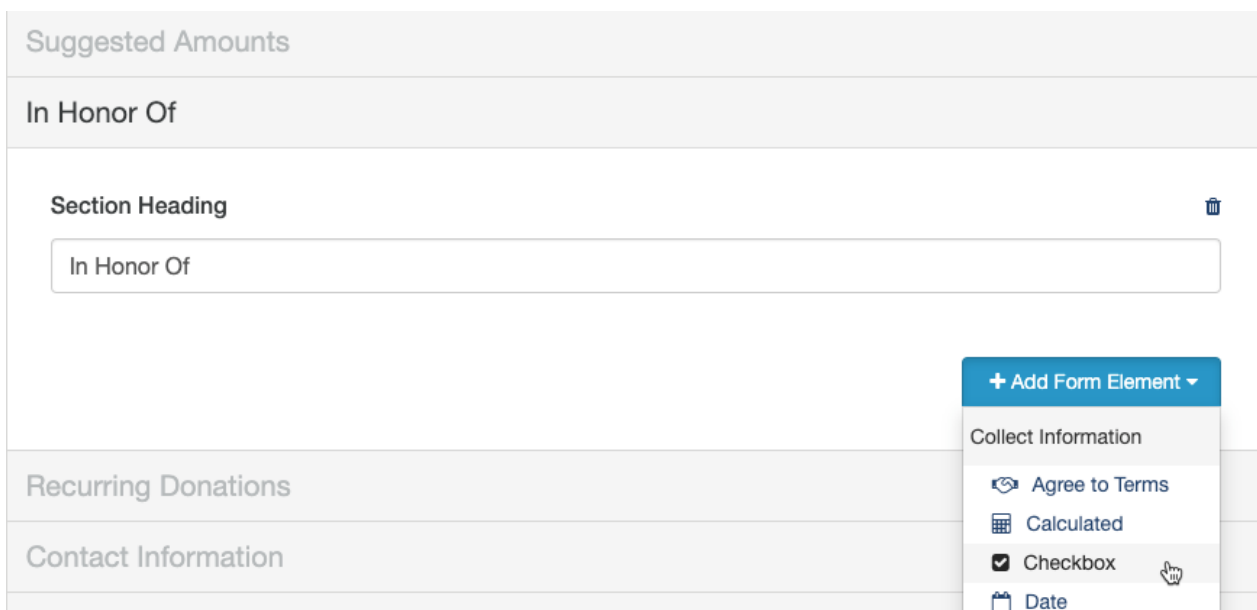 Suggested Amounts
In Honor Of
Section Heading
In Honor Of
+ Add Form Element
Collect Information
Agree to Terms
Calculated
Checkbox
Date
Recurring Donations
Contact Information